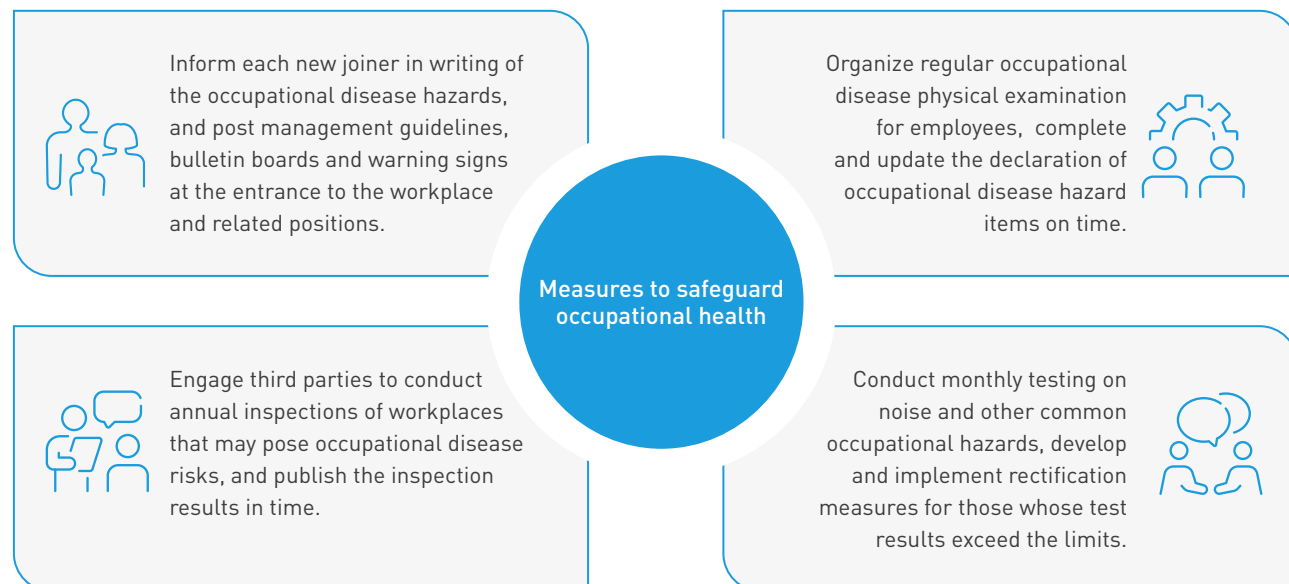 Inform each new joiner in writing of
the occupational disease hazards,
and post management guidelines,
bulletin boards and warning signs
at the entrance to the workplace
and related positions.
Organize regular occupational
disease physical examination
for employees, complete
and update the declaration of
occupational disease hazard
items on time.
Measures to safeguard
occupational health
Engage third parties to conduct
annual inspections of workplaces
that may pose occupational disease
risks, and publish the inspection
results in time.
Conduct monthly testing on
noise and other common
occupational hazards, develop
and implement rectification
measures for those whose test
results exceed the limits.